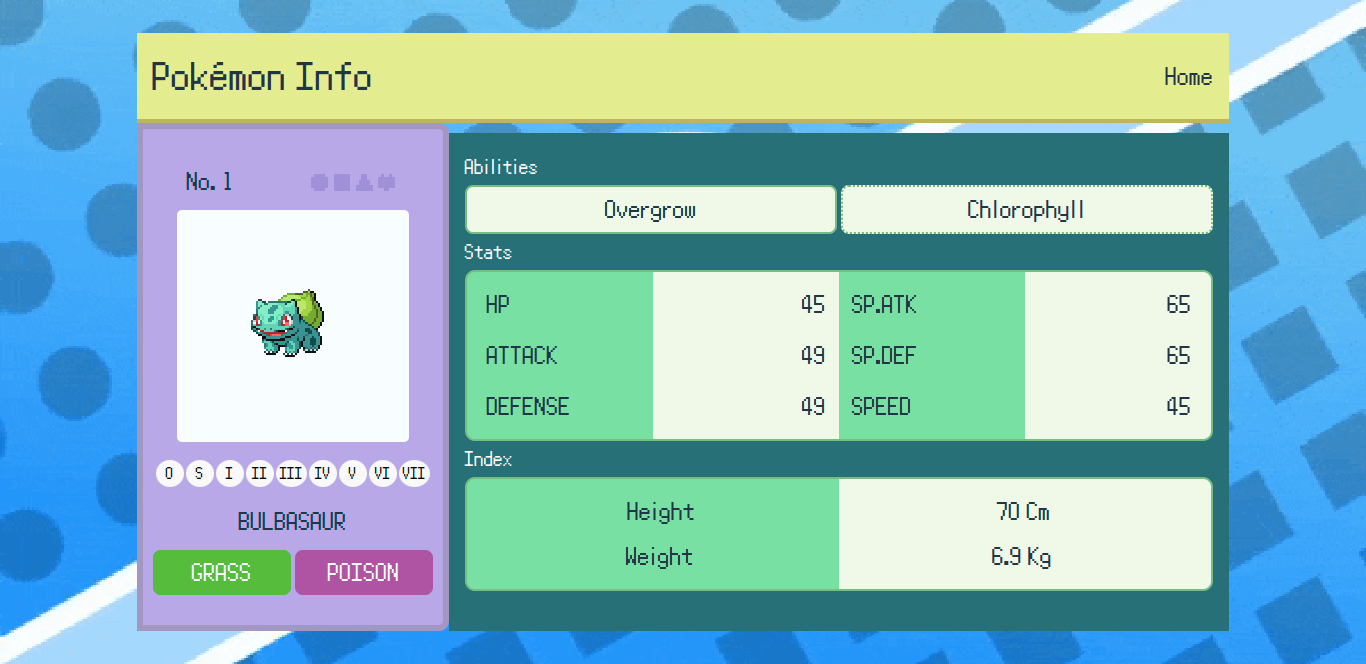 Pokémon Info
Home
No. 1
O S I II III IV V VI VII
BULBASAUR
GRASS POISON
Abilities
Overgrow Chlorophyll
Stats
HP 45 SP.ATK 65
ATTACK 49 SP.DEF 65
DEFENSE 49 SPEED 45
Index
Height 70 Cm
Weight 6.9 Kg